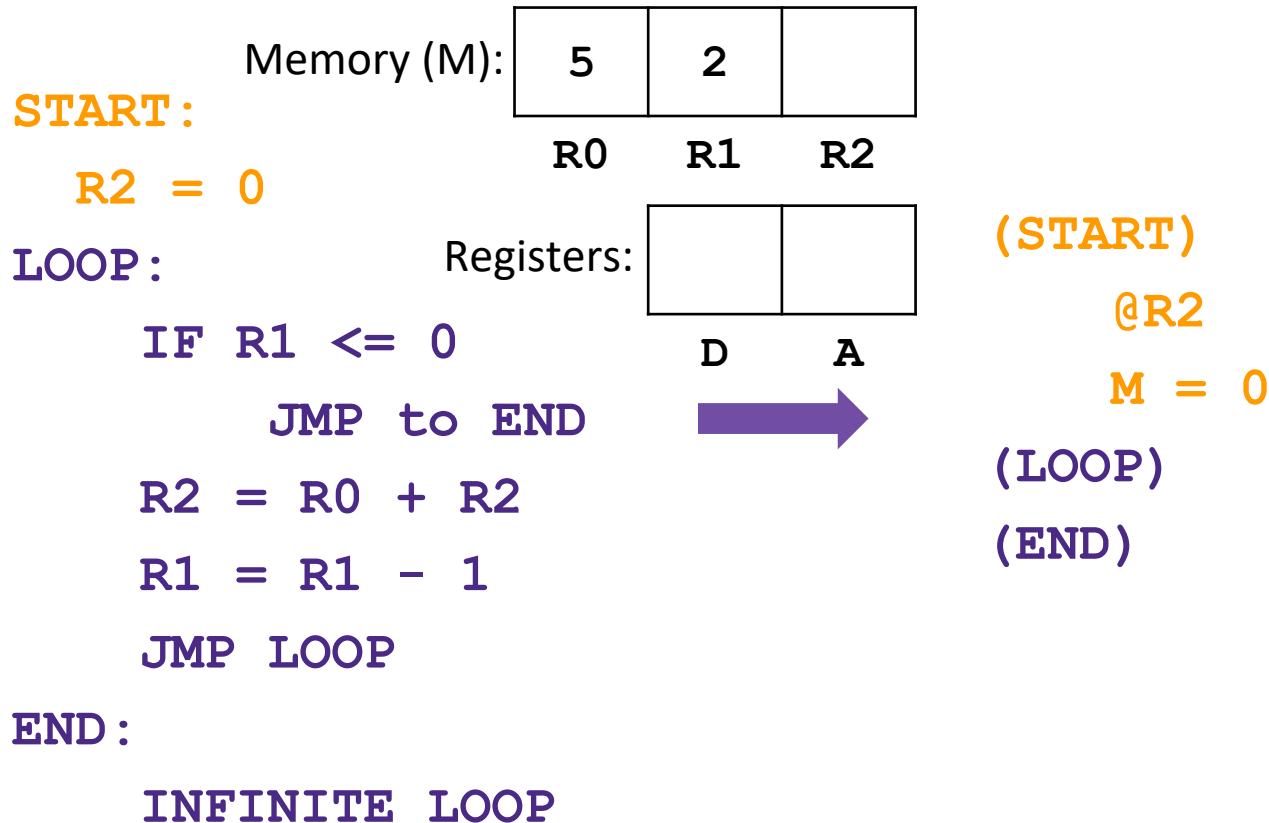 Memory (M):
5 2
R0 R1 R2
Registers:
D A
START:
R2 = 0
LOOP:
IF R1 <= 0
JMP to END
R2 = R0 + R2
R1 = R1 - 1
JMP LOOP
END:
INFINITE LOOP
(START)
@R2
M = 0
(LOOP)
(END)